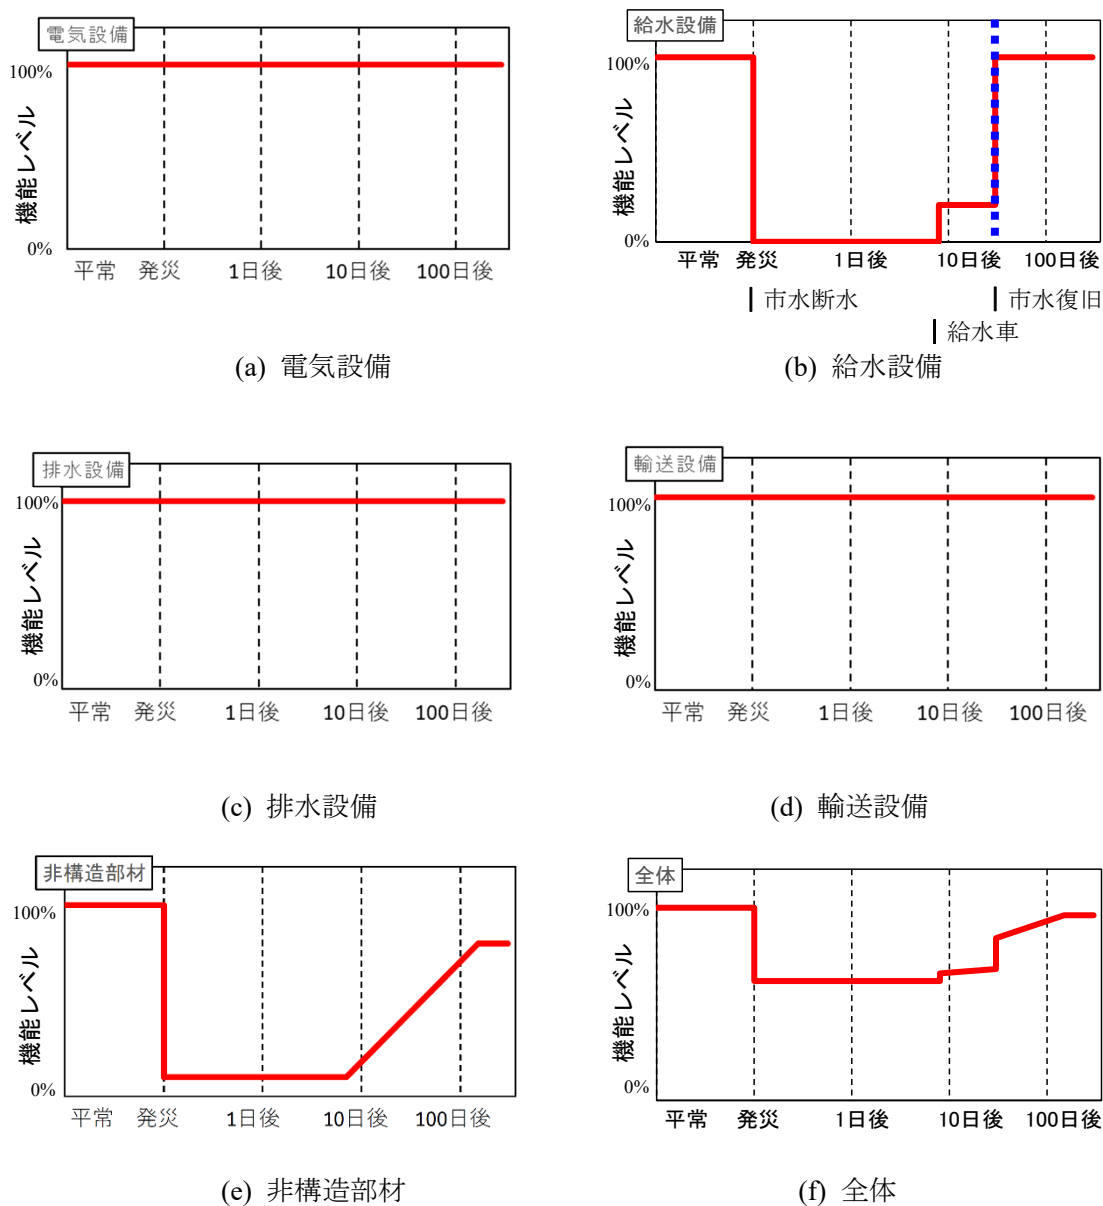 電気設備
100%
機能レベル
0%
平常 発災 1日後 10日後 100日後
(a) 電気設備
給水設備
100%
機能レベル
0%
平常 発災 1日後 10日後 100日後
市水断水 市水復旧
給水車
(b) 給水設備
排水設備
100%
機能レベル
0%
平常 発災 1日後 10日後 100日後
(c) 排水設備
輸送設備
100%
機能レベル
0%
平常 発災 1日後 10日後 100日後
(d) 輸送設備
非構造部材
100%
機能レベル
0%
平常 発災 1日後 10日後 100日後
(e) 非構造部材
全体
100%
機能レベル
0%
平常 発災 1日後 10日後 100日後
(f) 全体